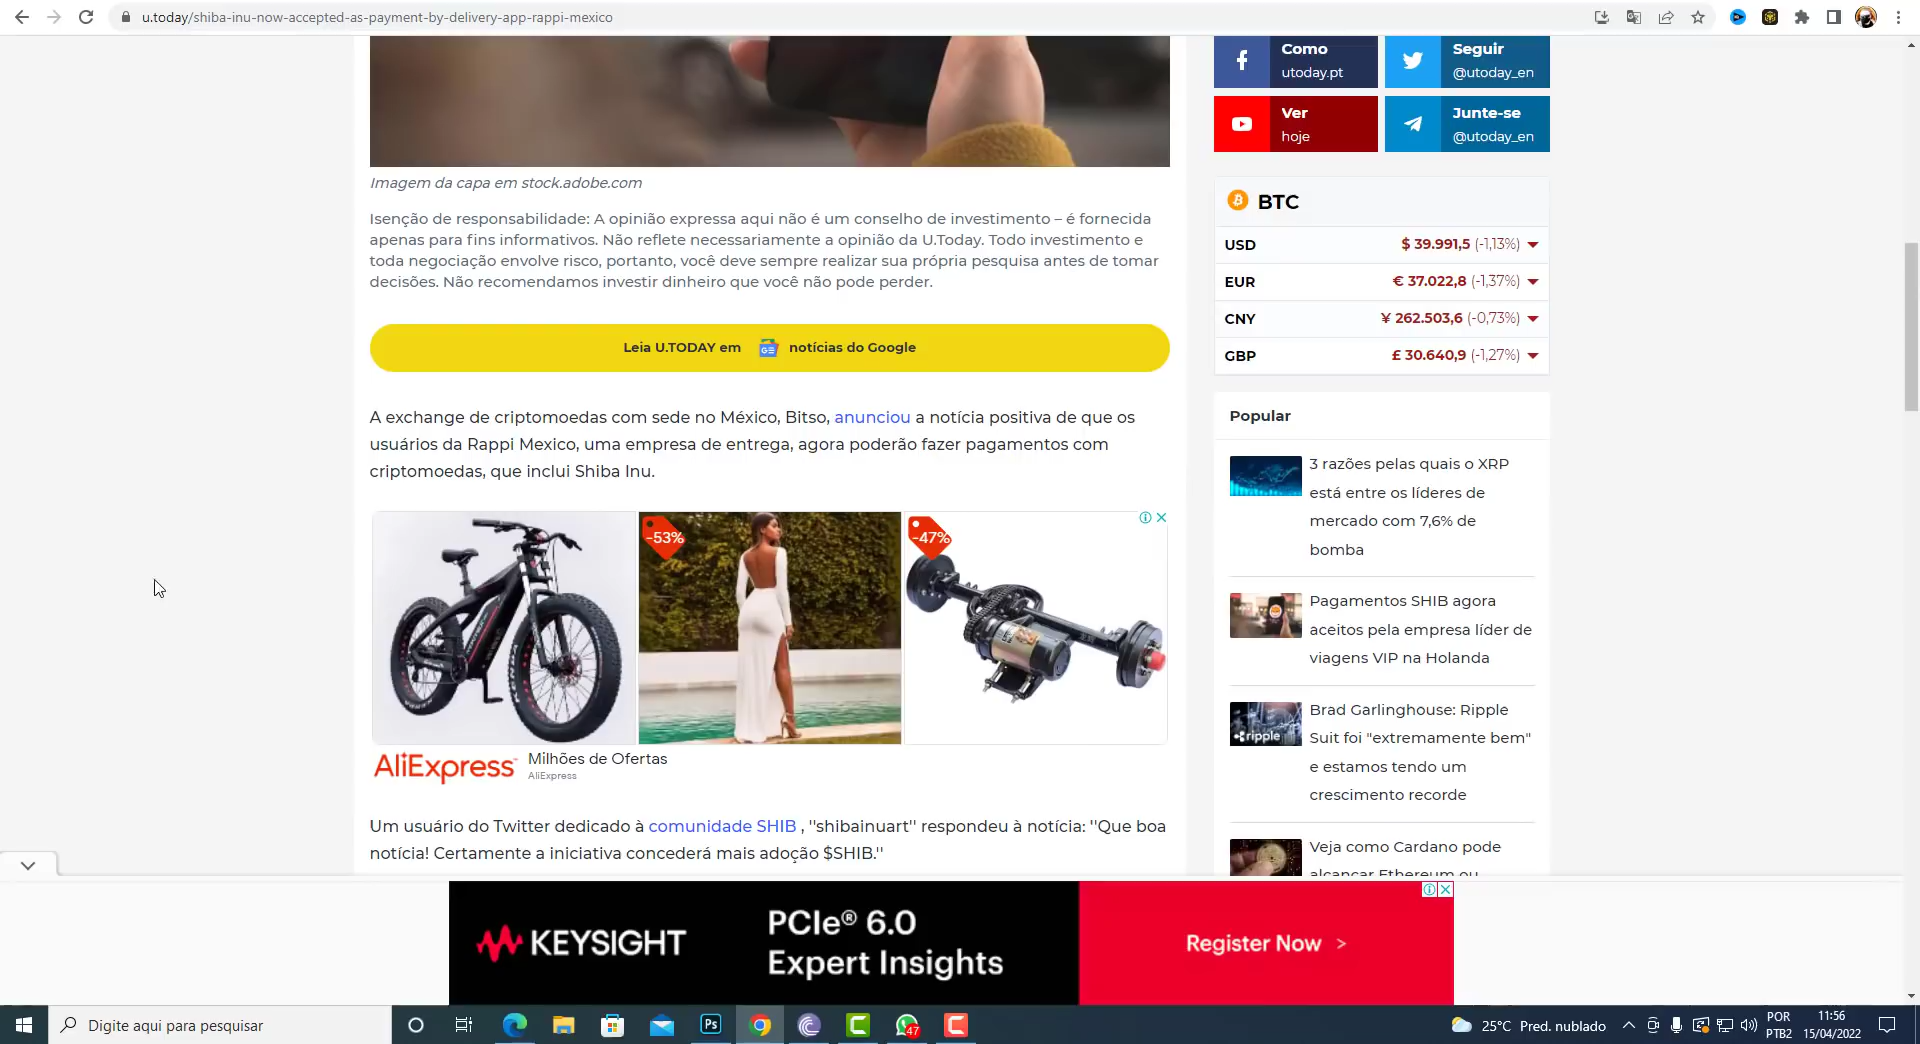 u.today/shiba-inu-now-accepted-as-payment-by-delivery-app-rappi-mexico
Como
utoday.pt
Seguir
@utoday_en
Ver
hoje
Junte-se
@utoday_en
Imagem da capa em stock.adobe.com
Isenção de responsabilidade: A opinião expressa aqui não é um conselho de investimento – é fornecida
apenas para fins informativos. Não reflete necessariamente a opinião da U.Today. Todo investimento e
toda negociação envolve risco, portanto, você deve sempre realizar sua própria pesquisa antes de tomar
decisões. Não recomendamos investir dinheiro que você não pode perder.
Leia U.TODAY em GE notícias do Google
A exchange de criptomoedas com sede no México, Bitso, anunciou a notícia positiva de que os
usuários da Rappi Mexico, uma empresa de entrega, agora poderão fazer pagamentos com
criptomoedas, que inclui Shiba Inu.
-53%
-47%
AliExpress
Milhões de Ofertas
AliExpress
Um usuário do Twitter dedicado à comunidade SHIB , "shibainuart" respondeu à notícia: "Que boa
notícia! Certamente a iniciativa concederá mais adoção $SHIB."
BTC
USD $ 39.991,5 (-1,13%)
EUR € 37.022,8 (-1,37%)
CNY ¥ 262.503,6 (-0,73%)
GBP £ 30.640,9 (-1,27%)
Popular
3 razões pelas quais o XRP
está entre os líderes de
mercado com 7,6% de
bomba
Pagamentos SHIB agora
aceitos pela empresa líder de
viagens VIP na Holanda
ripple
Brad Garlinghouse: Ripple
Suit foi "extremamente bem"
e estamos tendo um
crescimento recorde
Veja como Cardano pode
alcançar Ethereum ou
KEYSIGHT
PCIe® 6.0
Expert Insights
Register Now >
Digite aqui para pesquisar
Ps
47
25°C Pred. nublado
POR
PTB2
11:56
15/04/2022